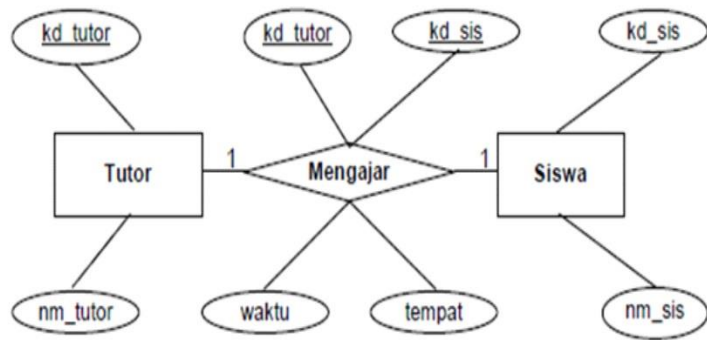 kd_tutor
kd_tutor
kd_sis
kd_sis
Tutor
1
Mengajar
1
Siswa
nm_tutor
waktu
tempat
nm_sis